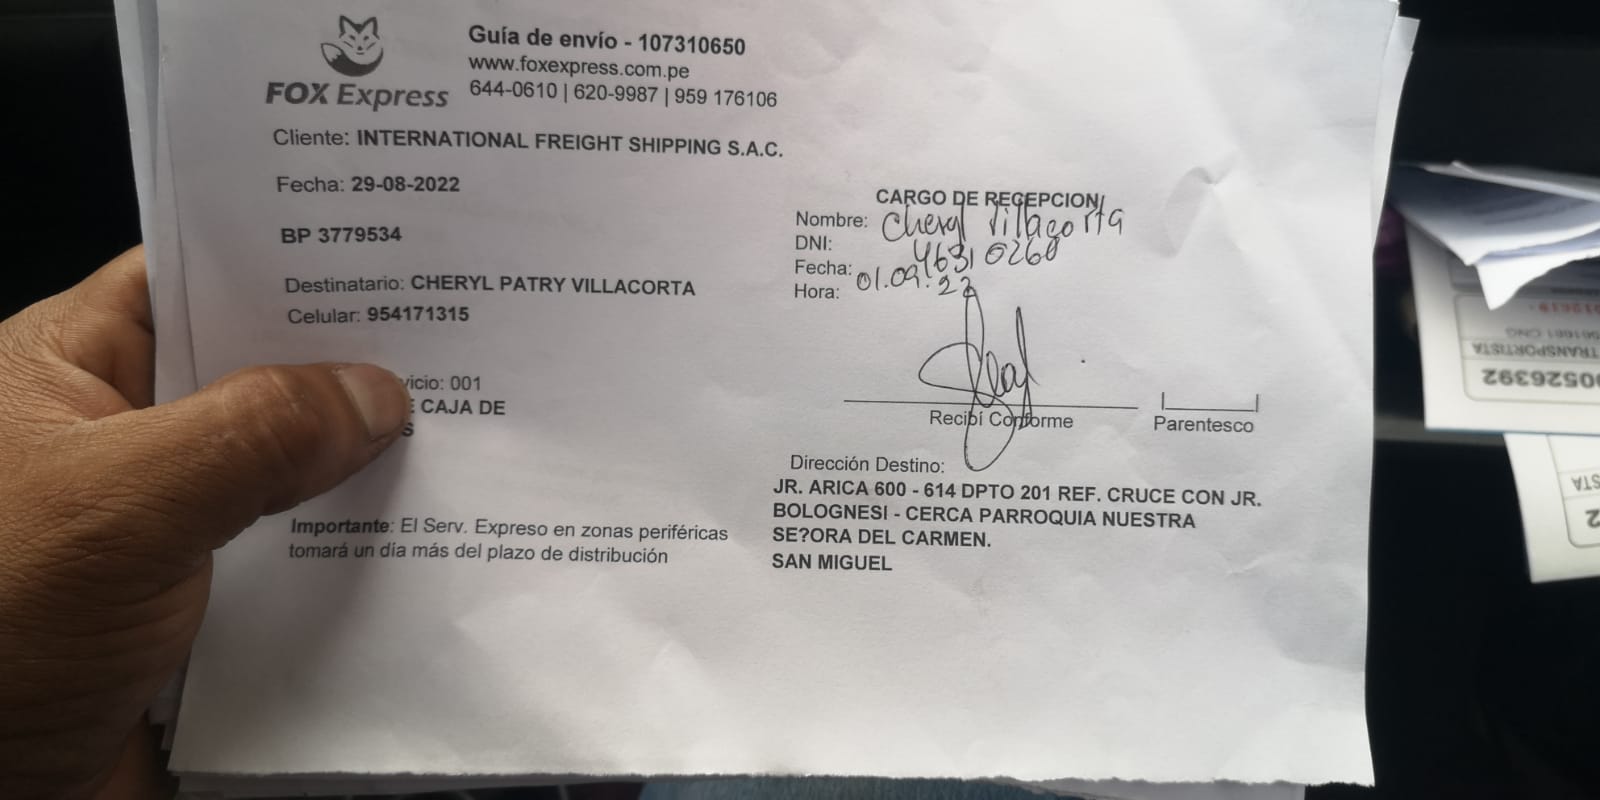 FOX Express
Guía de envío - 107310650
www.foxexpress.com.pe
644-0610 | 620-9987 | 959 176106
Cliente: INTERNATIONAL FREIGHT SHIPPING S.A.C.
Fecha: 29-08-2022
BP 3779534
Destinatario: CHERYL PATRY VILLACORTA
Celular: 954171315
vicio: 001
CAJA DE
S
Importante: El Serv. Expreso en zonas periféricas
tomará un día más del plazo de distribución
CARGO DE RECEPCION
Nombre: Cheryl Villacorta
DNI: 46310260
Fecha: 01.09.22
Hora:
Recibí Conforme
Parentesco
Dirección Destino:
JR. ARICA 600 - 614 DPTO 201 REF. CRUCE CON JR.
BOLOGNESI - CERCA PARROQUIA NUESTRA
SE?ORA DEL CARMEN.
SAN MIGUEL
TRANSPORTISTA
00526392